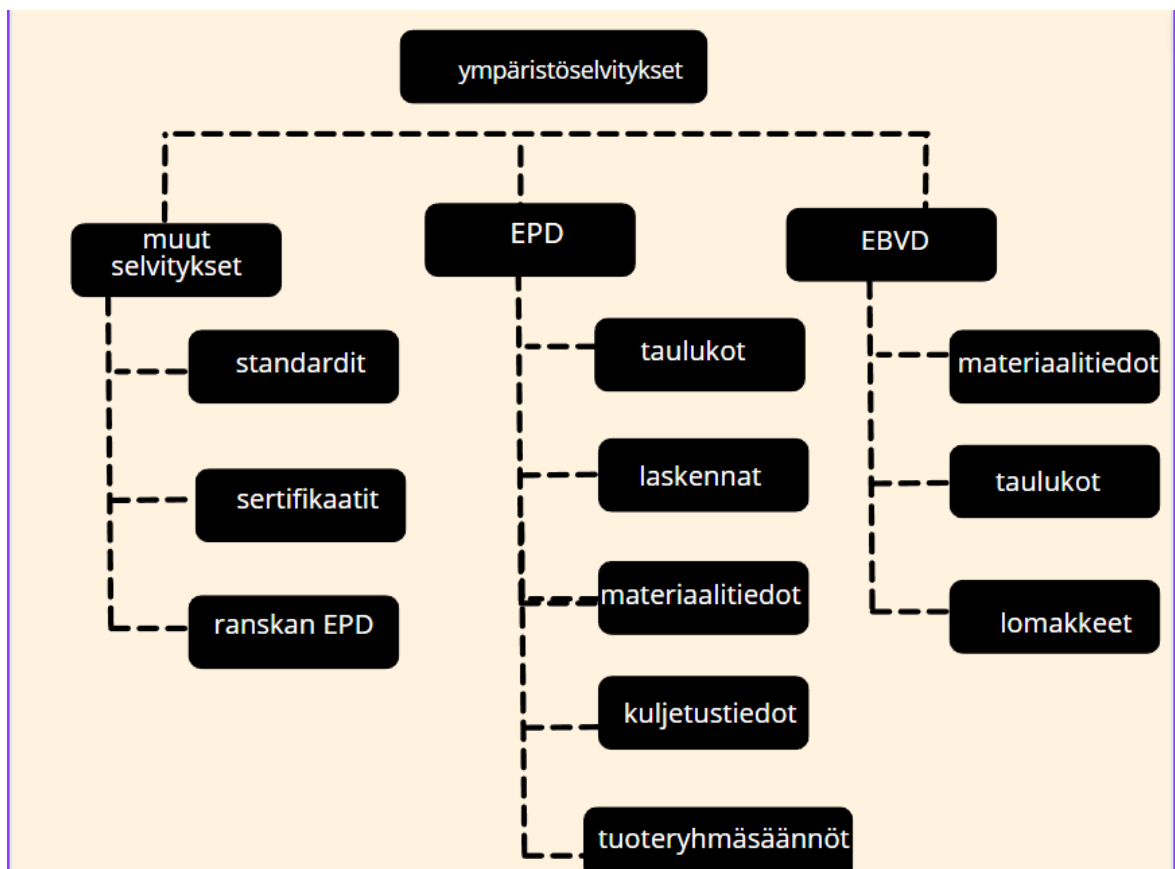 ympäristöselvitykset
muut
selvitykset
standardit
sertifikaatit
ranskan EPD
EPD
taulukot
laskennat
materiaalitiedot
kuljetustiedot
tuoteryhmäsäännöt
EBVD
materiaalitiedot
taulukot
lomakkeet